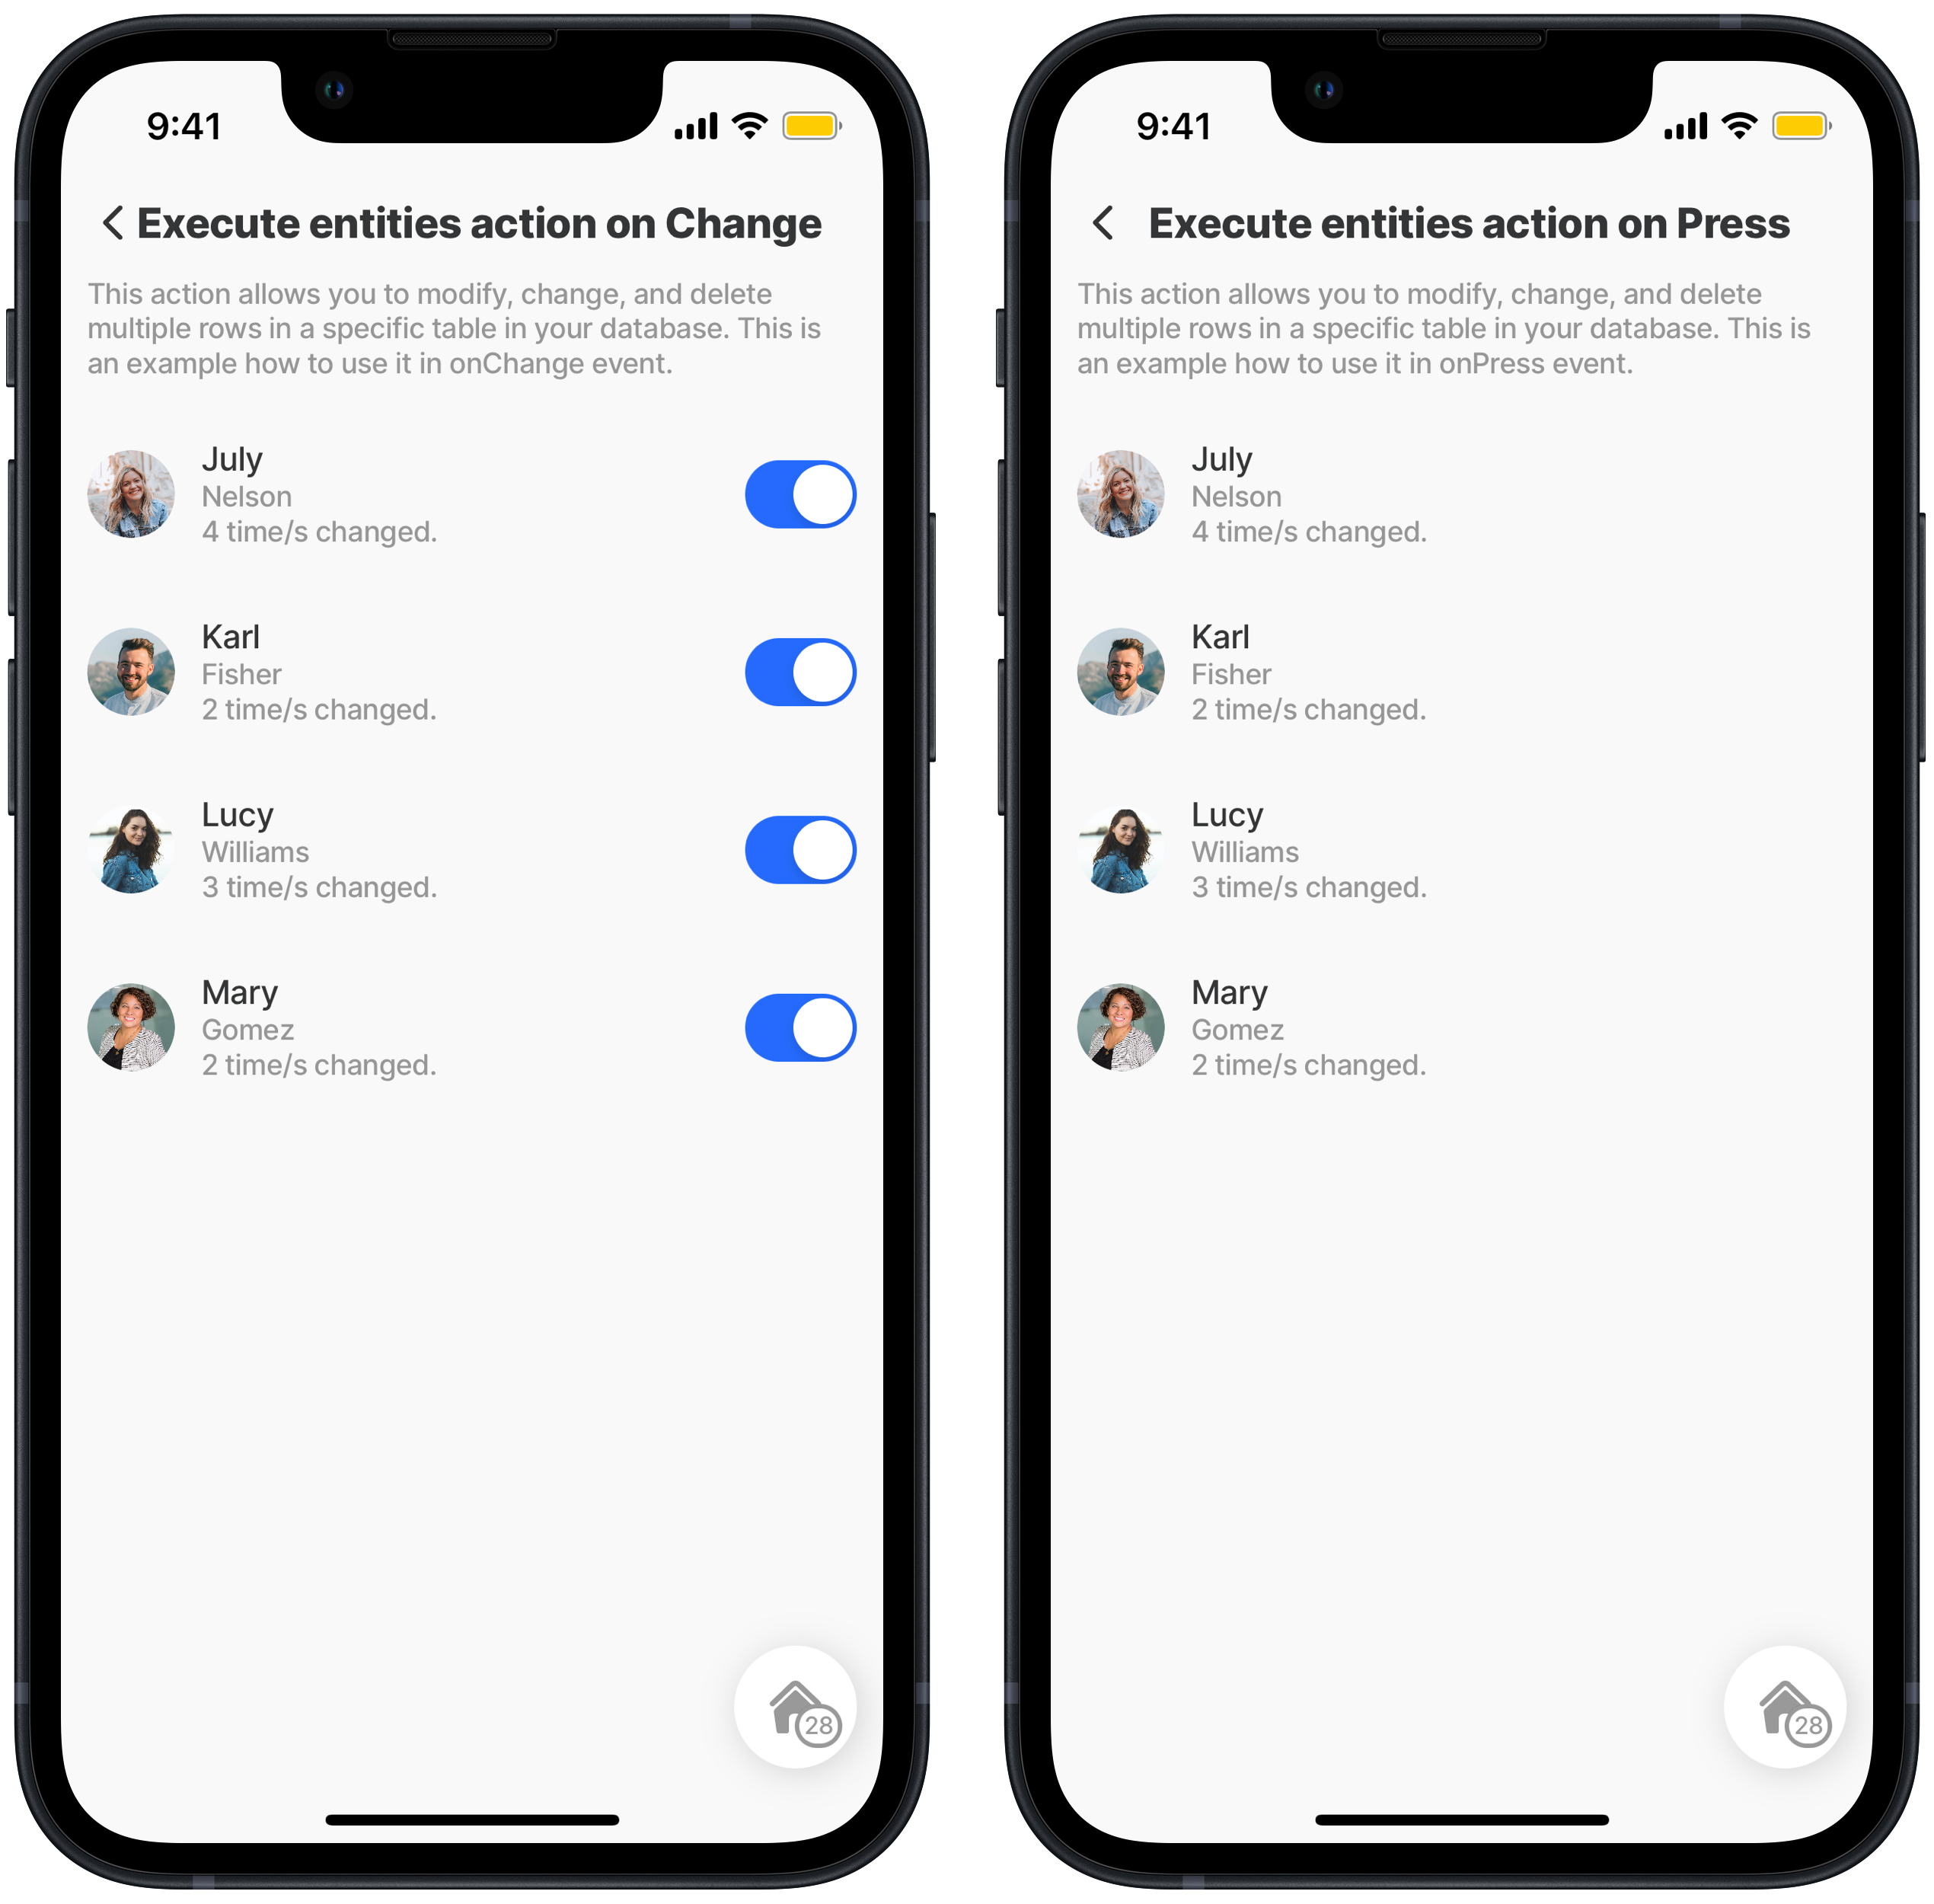 9:41
Execute entities action on Change
This action allows you to modify, change, and delete
multiple rows in a specific table in your database. This is
an example how to use it in onChange event.
July
Nelson
4 time/s changed.
Karl
Fisher
2 time/s changed.
Lucy
Williams
3 time/s changed.
Mary
Gomez
2 time/s changed.
28
9:41
Execute entities action on Press
This action allows you to modify, change, and delete
multiple rows in a specific table in your database. This is
an example how to use it in onPress event.
July
Nelson
4 time/s changed.
Karl
Fisher
2 time/s changed.
Lucy
Williams
3 time/s changed.
Mary
Gomez
2 time/s changed.
28